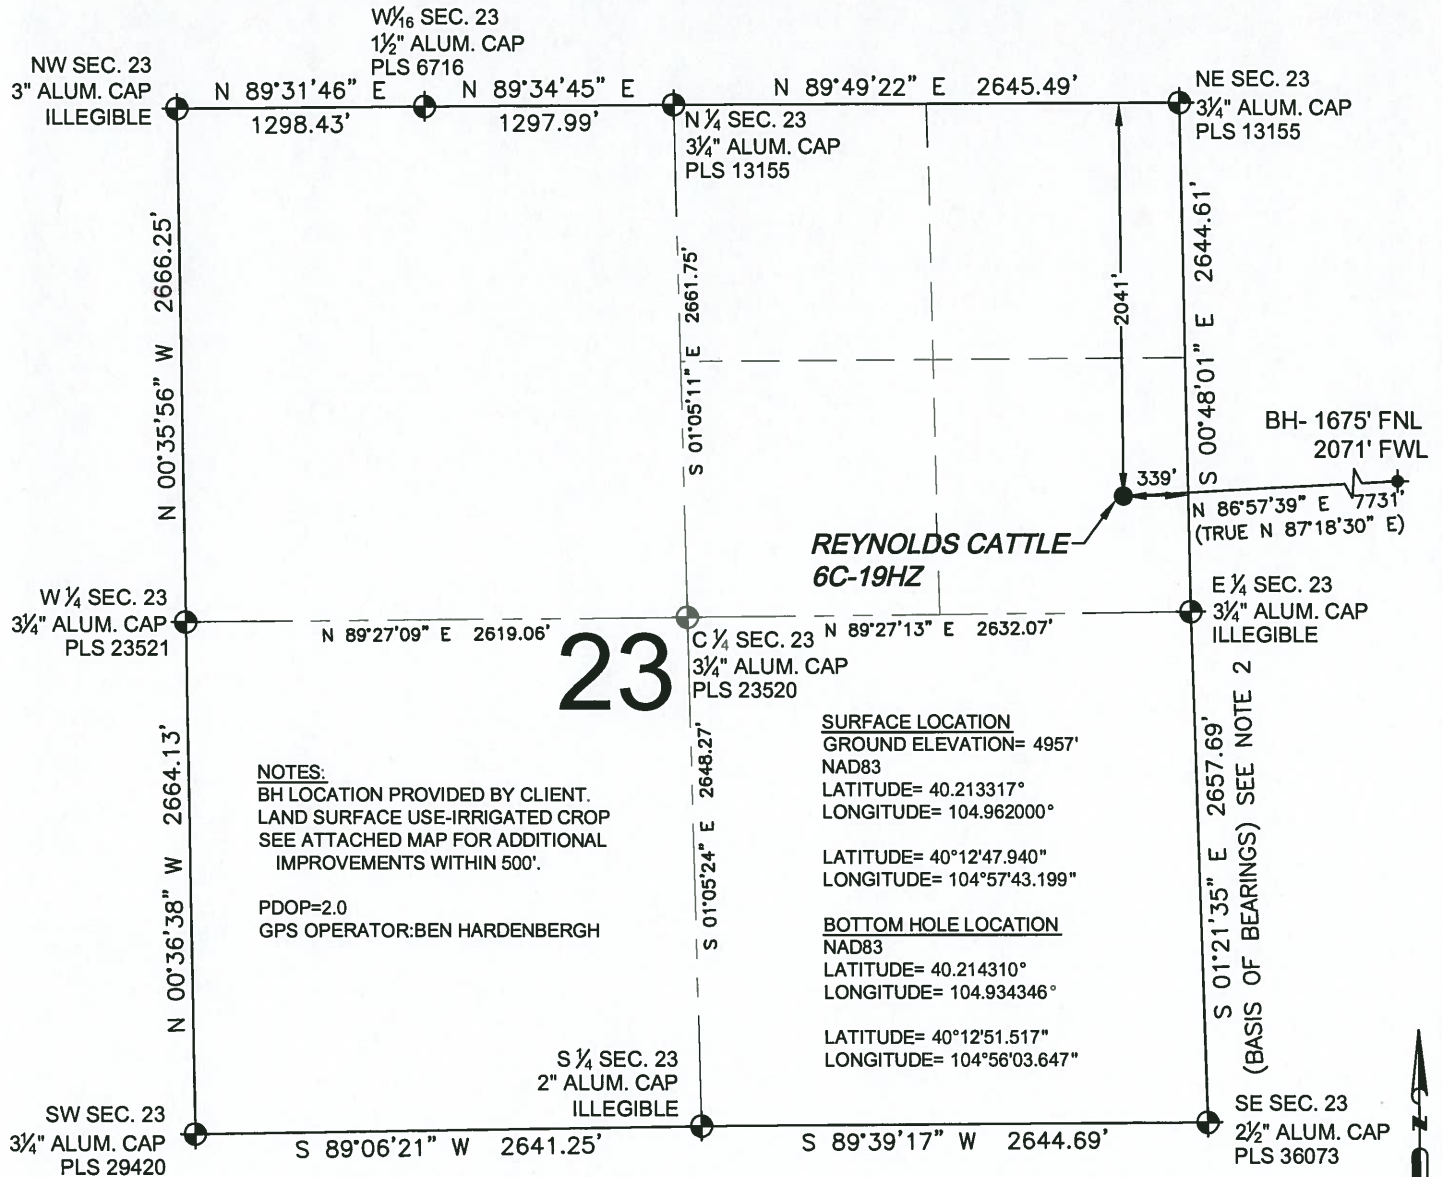 W 1/16 SEC. 23
1½" ALUM. CAP
PLS 6716
NW SEC. 23
3" ALUM. CAP
ILLEGIBLE
N 89°31'46" E
1298.43'
N 89°34'45" E
1297.99'
N 89°49'22" E 2645.49'
NE SEC. 23
3¼" ALUM. CAP
PLS 13155
N ¼ SEC. 23
3¼" ALUM. CAP
PLS 13155
N 00°35'56" W 2666.25'
S 01°05'11" E 2661.75'
2041'
S 00°48'01" E 2644.61'
BH- 1675' FNL
2071' FWL
339'
N 86°57'39" E 7731'
(TRUE N 87°18'30" E)
REYNOLDS CATTLE
6C-19HZ
W ¼ SEC. 23
3¼" ALUM. CAP
PLS 23521
N 89°27'09" E 2619.06'
23
C ¼ SEC. 23
3¼" ALUM. CAP
PLS 23520
N 89°27'13" E 2632.07'
E ¼ SEC. 23
3¼" ALUM. CAP
ILLEGIBLE
N 00°36'38" W 2664.13'
NOTES:
BH LOCATION PROVIDED BY CLIENT.
LAND SURFACE USE-IRRIGATED CROP
SEE ATTACHED MAP FOR ADDITIONAL
IMPROVEMENTS WITHIN 500'.
PDOP=2.0
GPS OPERATOR:BEN HARDENBERGH
S 01°05'24" E 2648.27'
SURFACE LOCATION
GROUND ELEVATION= 4957'
NAD83
LATITUDE= 40.213317°
LONGITUDE= 104.962000°
LATITUDE= 40°12'47.940"
LONGITUDE= 104°57'43.199"
BOTTOM HOLE LOCATION
NAD83
LATITUDE= 40.214310°
LONGITUDE= 104.934346°
LATITUDE= 40°12'51.517"
LONGITUDE= 104°56'03.647"
S 01°21'35" E 2657.69'
(BASIS OF BEARINGS) SEE NOTE 2
SW SEC. 23
3¼" ALUM. CAP
PLS 29420
S 89°06'21" W 2641.25'
S ¼ SEC. 23
2" ALUM. CAP
ILLEGIBLE
S 89°39'17" W 2644.69'
SE SEC. 23
2½" ALUM. CAP
PLS 36073
N